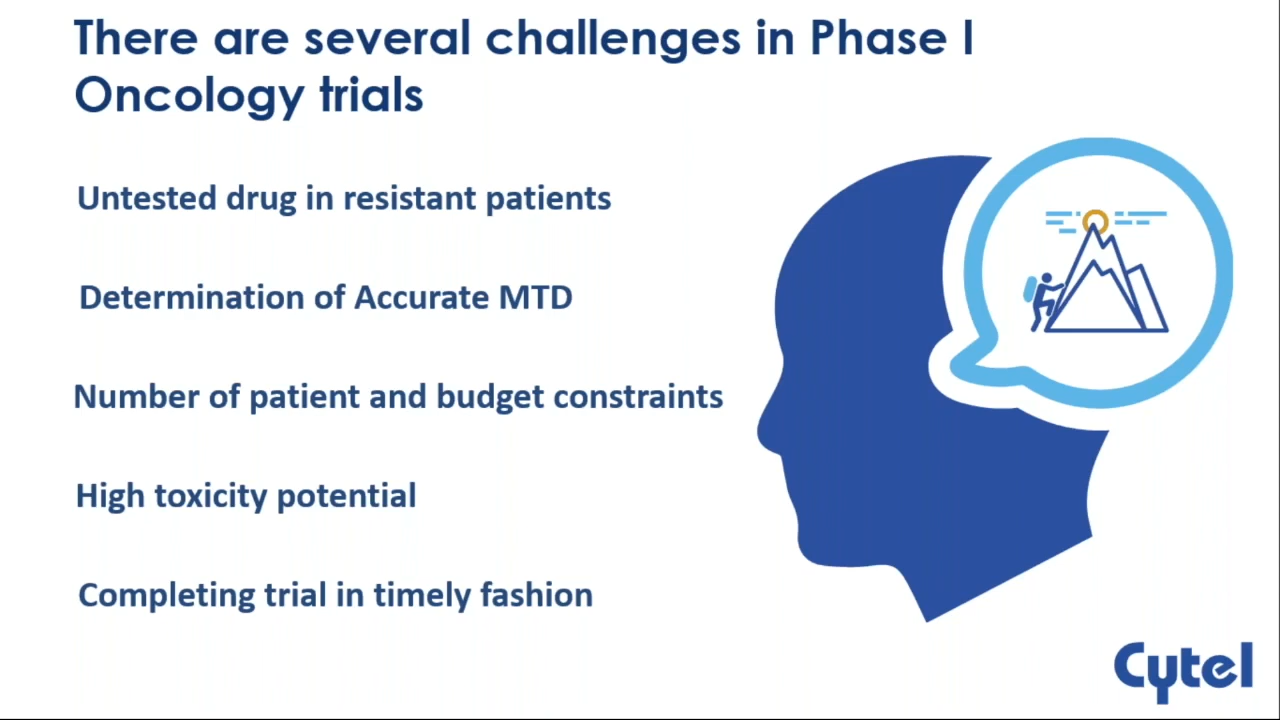 There are several challenges in Phase I
Oncology trials
Untested drug in resistant patients
Determination of Accurate MTD
Number of patient and budget constraints
High toxicity potential
Completing trial in timely fashion
Cytel